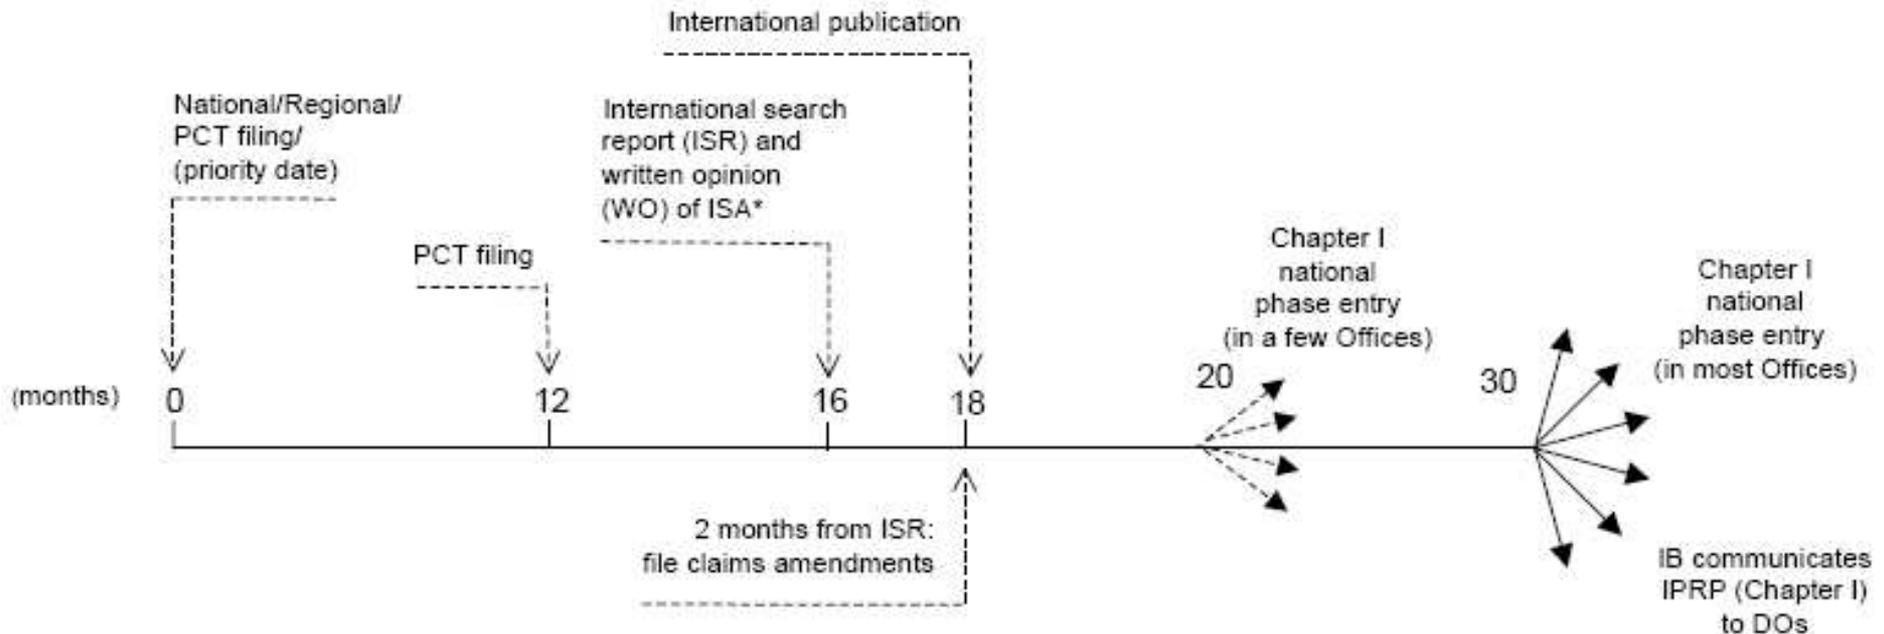 International publication
National/Regional/
PCT filing/
(priority date)
International search
report (ISR) and
written opinion
(WO) of ISA*
PCT filing
Chapter I
national
phase entry
(in a few Offices)
Chapter I
national
phase entry
(in most Offices)
(months)
0
12
16
18
20
30
2 months from ISR:
file claims amendments
IB communicates
IPRP (Chapter I)
to DOs